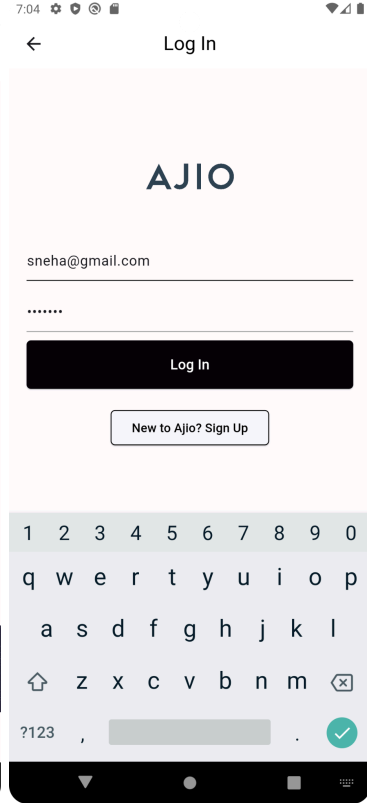 7:04
Log In
AJIO
sneha@gmail.com
•••••••
Log In
New to Ajio? Sign Up
1 2 3 4 5 6 7 8 9 0
q w e r t y u i o p
a s d f g h j k l
z x c v b n m
?123 , .